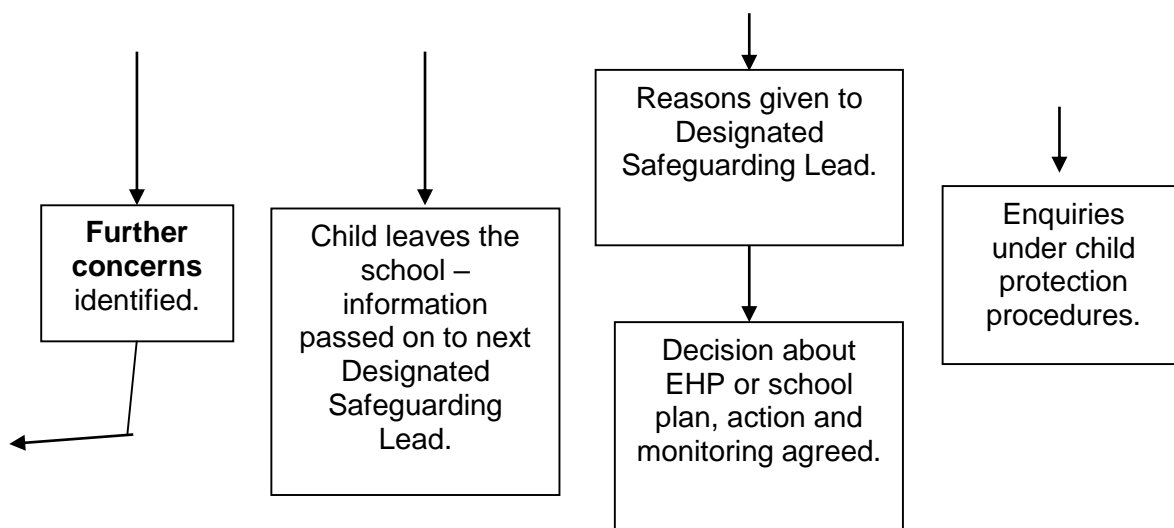 Further
concerns
identified.
Child leaves the
school –
information
passed on to next
Designated
Safeguarding
Lead.
Reasons given to
Designated
Safeguarding Lead.
Decision about
EHP or school
plan, action and
monitoring agreed.
Enquiries
under child
protection
procedures.